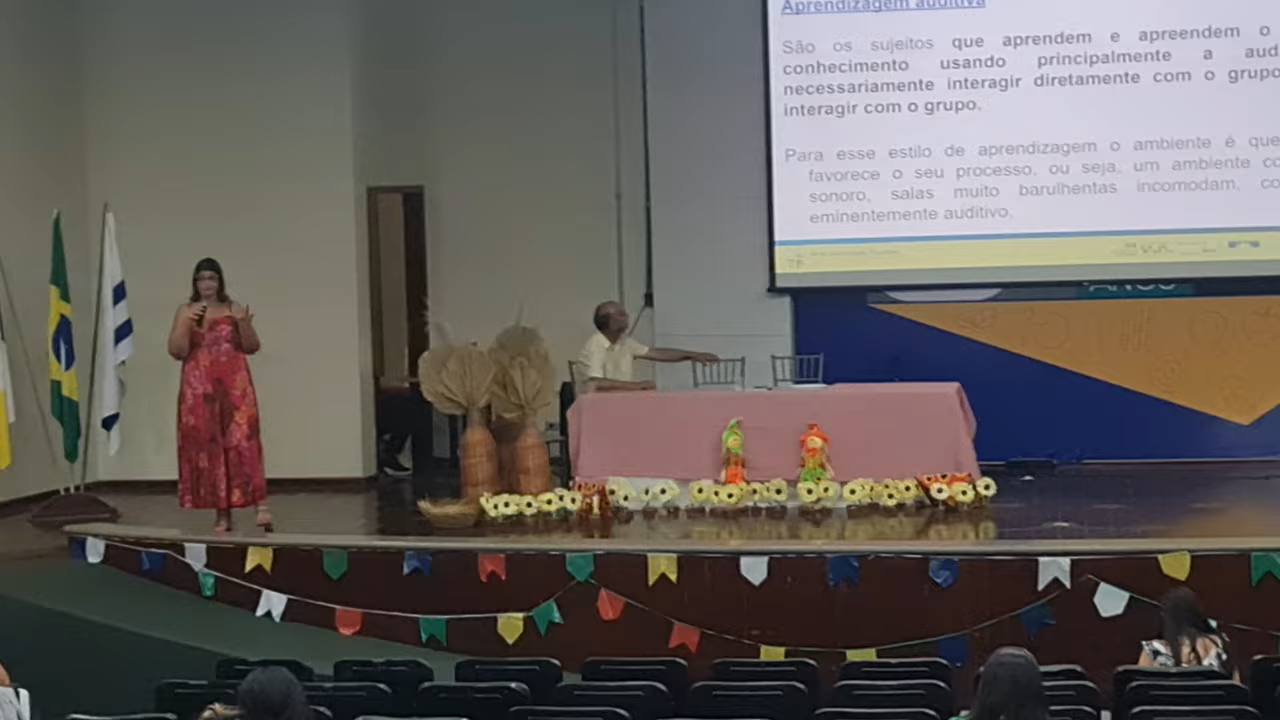 Aprendizagem auditiva
São os sujeitos que aprendem e apreendem o
conhecimento usando principalmente a aud
necessariamente interagir diretamente com o grupo
interagir com o grupo.
Para esse estilo de aprendizagem o ambiente é que
favorece o seu processo, ou seja, um ambiente co
sonoro, salas muito barulhentas incomodam, co
eminentemente auditivo.